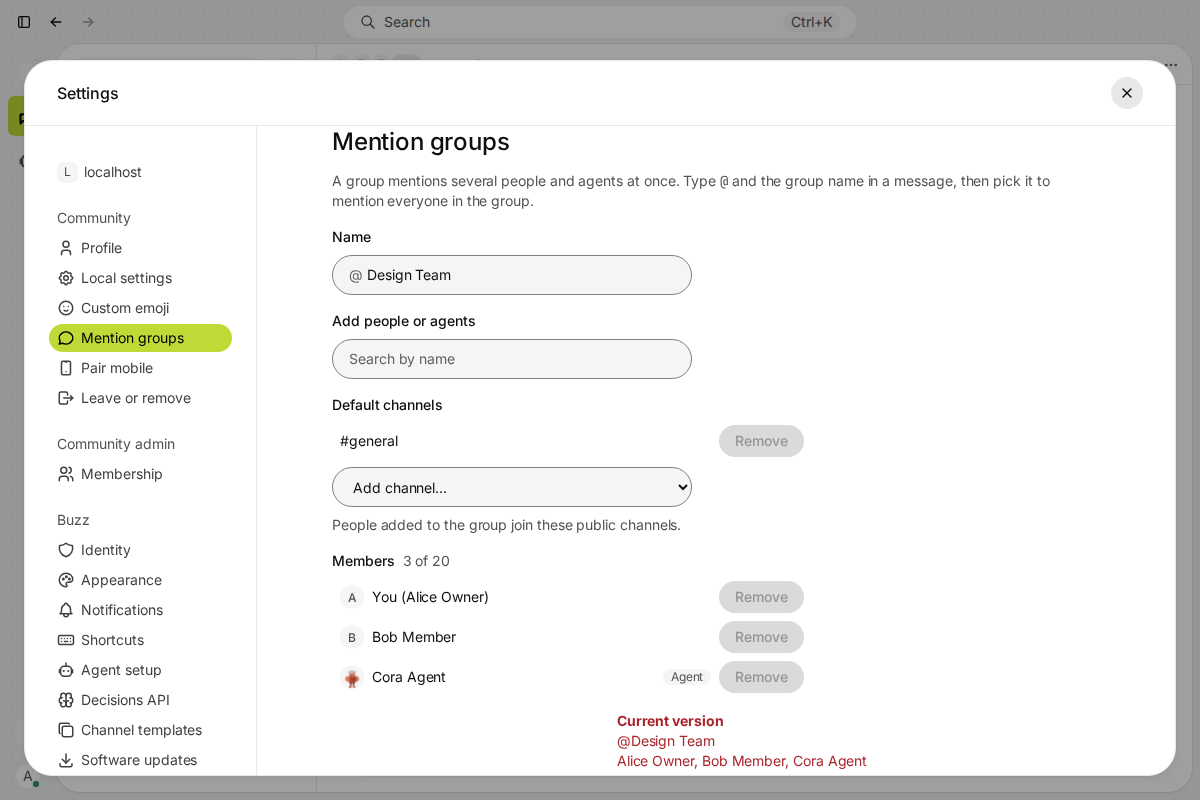 Search
Ctrl+K
Settings
L
localhost
Community
Profile
Local settings
Custom emoji
Mention groups
Pair mobile
Leave or remove
Community admin
Membership
Buzz
Identity
Appearance
Notifications
Shortcuts
Agent setup
Decisions API
Channel templates
Software updates
A
Mention groups
A group mentions several people and agents at once. Type @ and the group name in a message, then pick it to
mention everyone in the group.
Name
@ Design Team
Add people or agents
Search by name
Default channels
#general
Remove
Add channel...
People added to the group join these public channels.
Members 3 of 20
A You (Alice Owner) Remove
B Bob Member Remove
Cora Agent Agent Remove
Current version
@Design Team
Alice Owner, Bob Member, Cora Agent